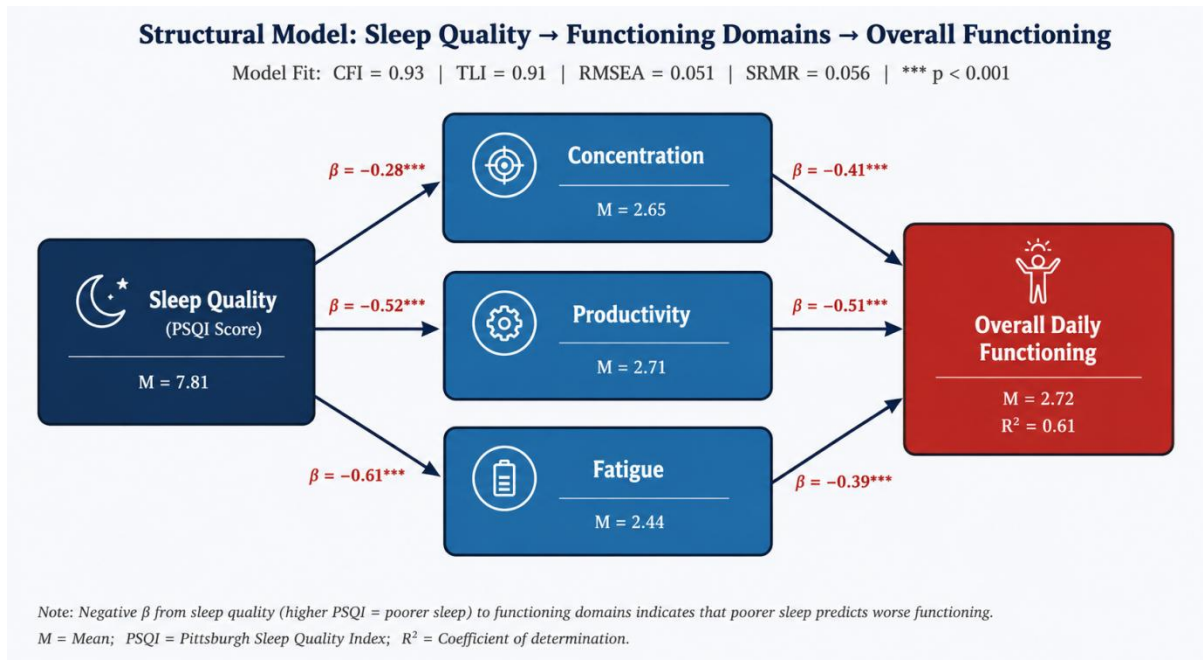 Structural Model: Sleep Quality → Functioning Domains → Overall Functioning
Model Fit: CFI = 0.93 | TLI = 0.91 | RMSEA = 0.051 | SRMR = 0.056 | *** p < 0.001
Sleep Quality
(PSQI Score)
M = 7.81
β = −0.28***
β = −0.52***
β = −0.61***
Concentration
M = 2.65
Productivity
M = 2.71
Fatigue
M = 2.44
β = −0.41***
β = −0.51***
β = −0.39***
Overall Daily
Functioning
M = 2.72
R² = 0.61
Note: Negative β from sleep quality (higher PSQI = poorer sleep) to functioning domains indicates that poorer sleep predicts worse functioning.
M = Mean; PSQI = Pittsburgh Sleep Quality Index; R² = Coefficient of determination.